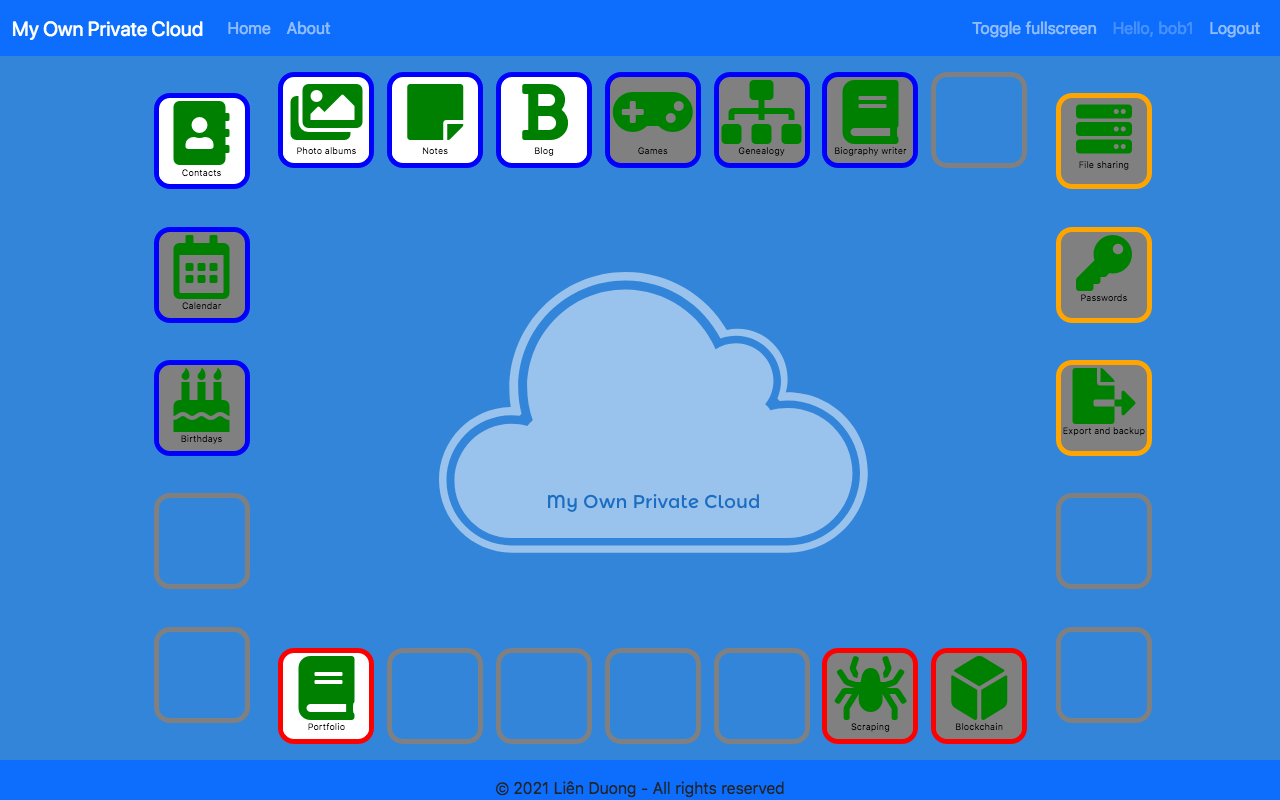 My Own Private Cloud
Home
About
Toggle fullscreen
Hello, bob1
Logout
Contacts
Photo albums
Notes
B
Blog
Games
Genealogy
Biography writer
File sharing
Calendar
Passwords
Birthdays
Export and backup
My Own Private Cloud
Portfolio
Scraping
Blockchain
© 2021 Liên Duong - All rights reserved